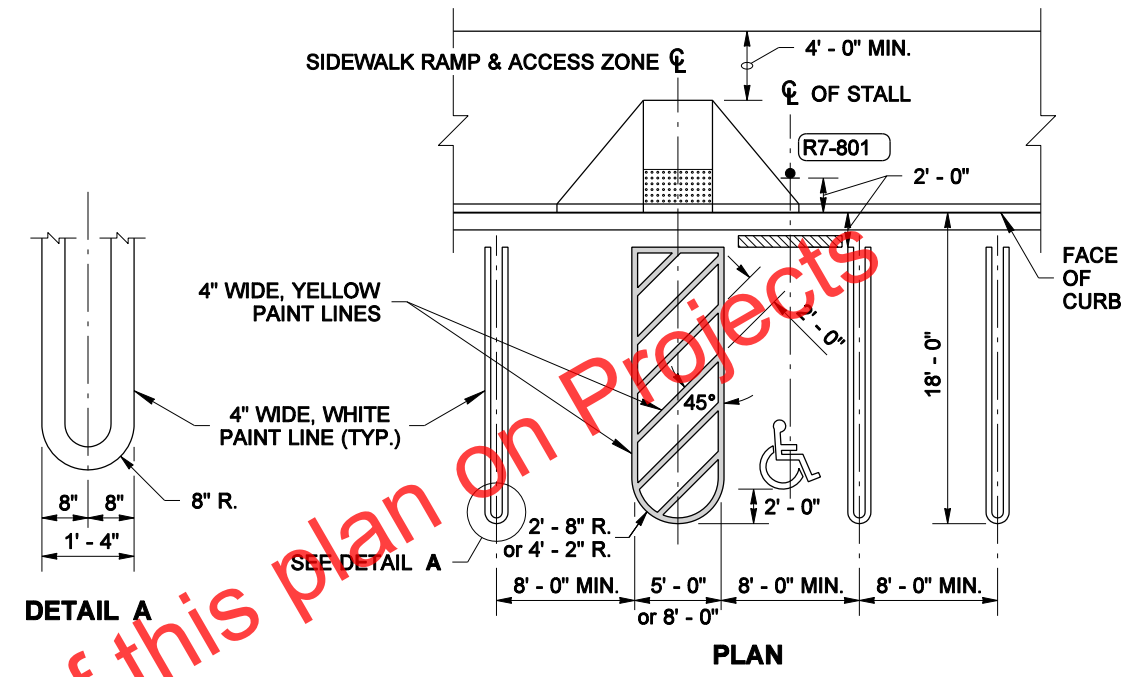 SIDEWALK RAMP & ACCESS ZONE ℄
4' - 0" MIN.
℄ OF STALL
R7-801
2' - 0"
FACE
OF
CURB
4" WIDE, YELLOW
PAINT LINES
2' - 0"
18' - 0"
45°
4" WIDE, WHITE
PAINT LINE (TYP.)
8" R.
8"
8"
1' - 4"
DETAIL A
SEE DETAIL A
2' - 8" R.
or 4' - 2" R.
2' - 0"
8' - 0" MIN.
5' - 0"
or 8' - 0"
8' - 0" MIN.
8' - 0" MIN.
PLAN
f this plan on Projects